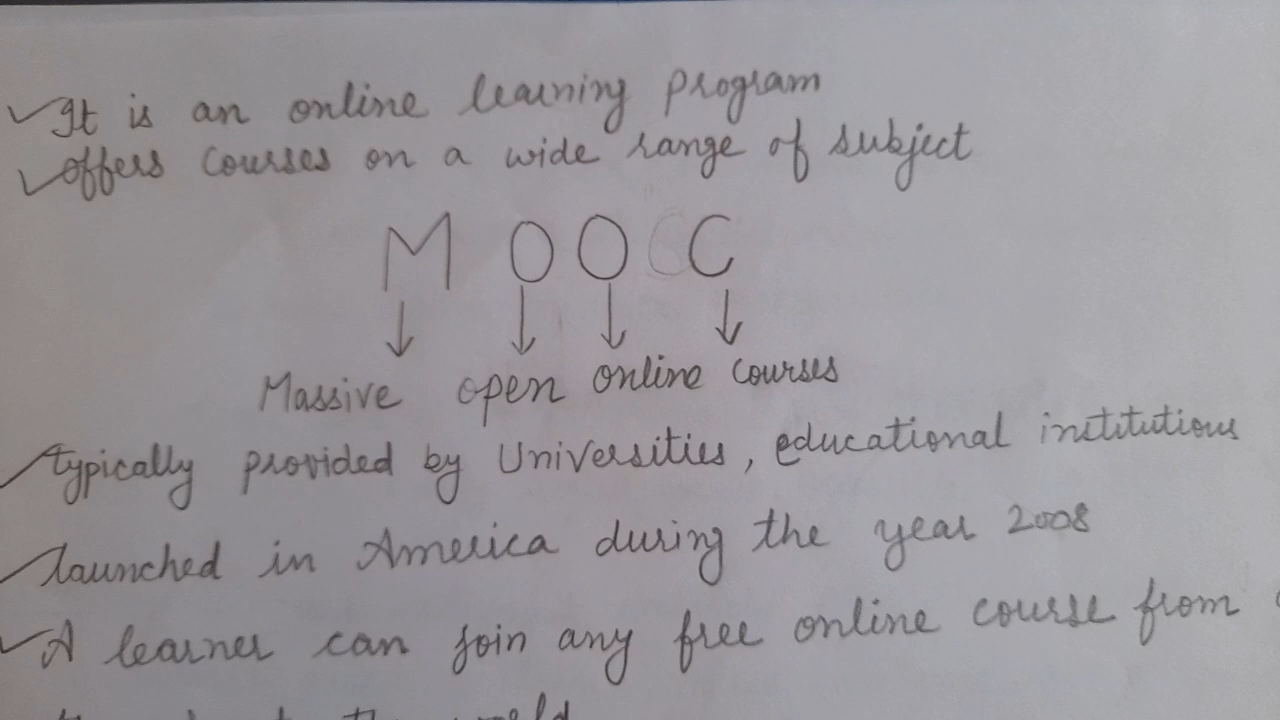 It is an online learning program
offers courses on a wide range of subject
M O O C
Massive open online courses
typically provided by Universities, educational institutions
launched in America during the year 2008
A learner can join any free online course from
the world